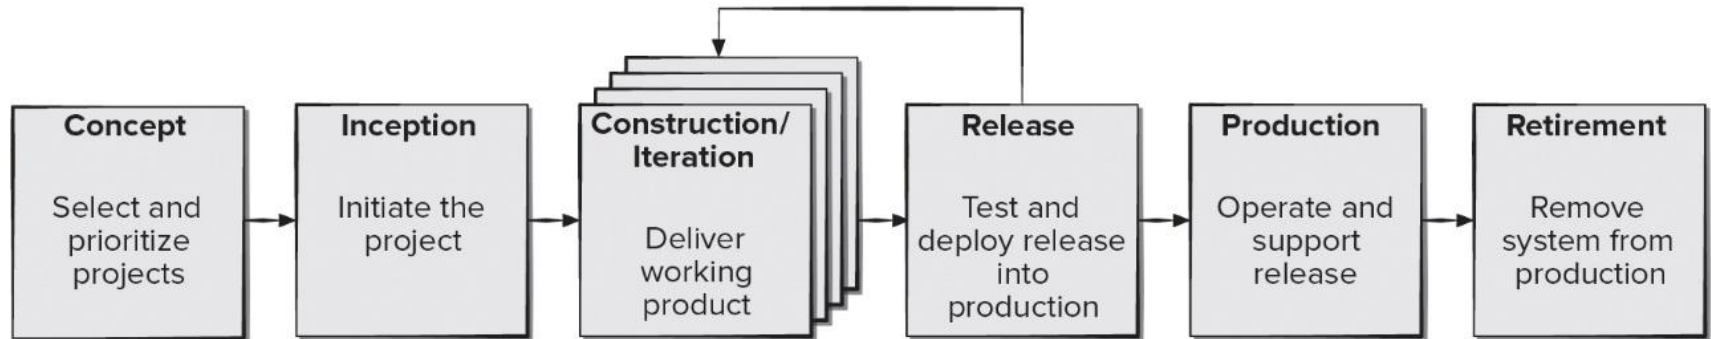 Concept
Select and
prioritize
projects
Inception
Initiate the
project
Construction/
Iteration
Deliver
working
product
Release
Test and
deploy release
into
production
Production
Operate and
support
release
Retirement
Remove
system from
production